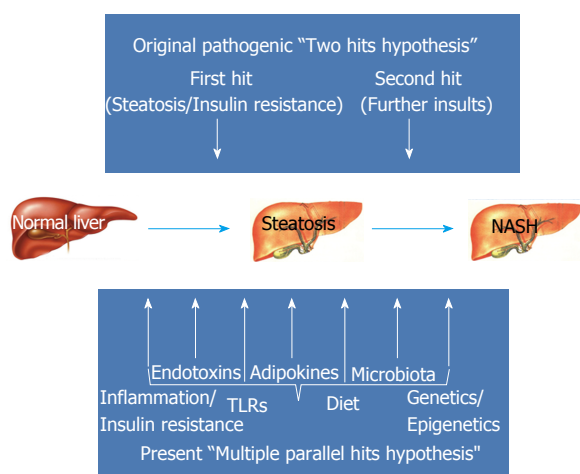 Original pathogenic “Two hits hypothesis”
First hit
(Steatosis/Insulin resistance)
Second hit
(Further insults)
Normal liver
Steatosis
NASH
Endotoxins
Adipokines
Microbiota
Inflammation/
Insulin resistance
TLRs
Diet
Genetics/
Epigenetics
Present “Multiple parallel hits hypothesis"